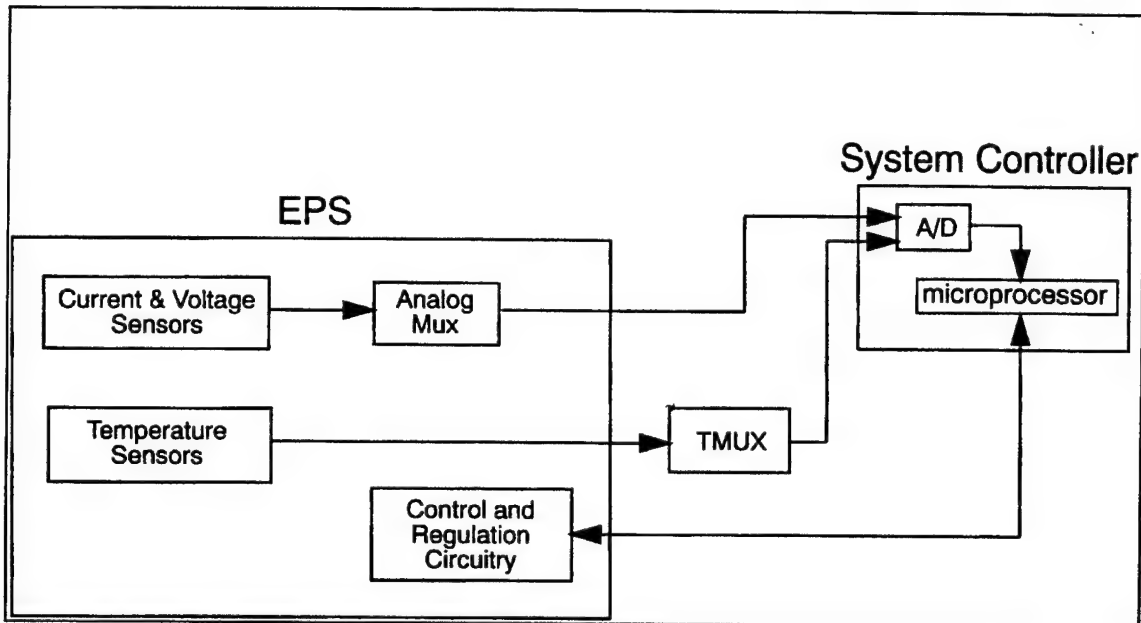 System Controller
A/D
microprocessor
EPS
Current & Voltage
Sensors
Analog
Mux
Temperature
Sensors
TMUX
Control and
Regulation
Circuitry